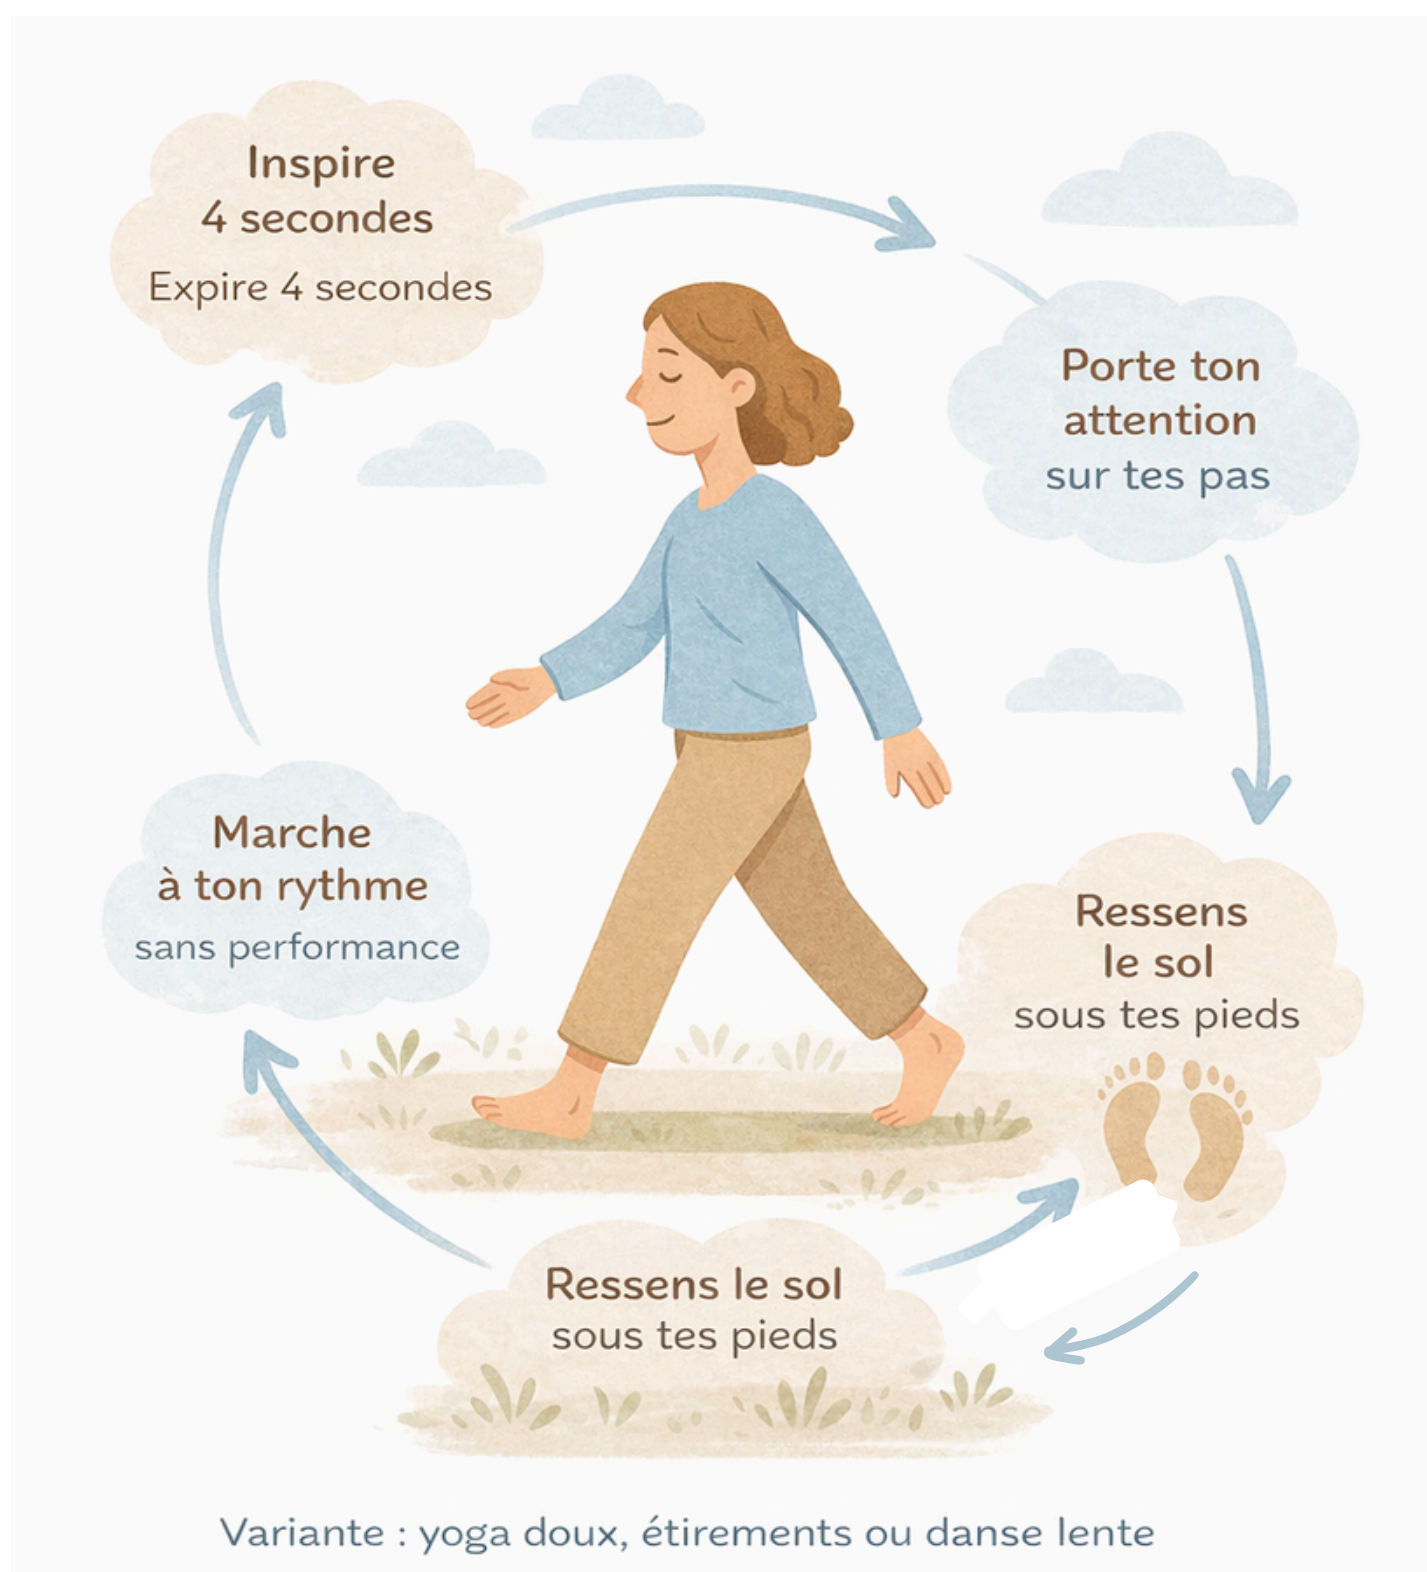 Inspire
4 secondes
Expire 4 secondes
Porte ton
attention
sur tes pas
Ressens
le sol
sous tes pieds
Ressens le sol
sous tes pieds
Marche
à ton rythme
sans performance
Variante : yoga doux, étirements ou danse lente